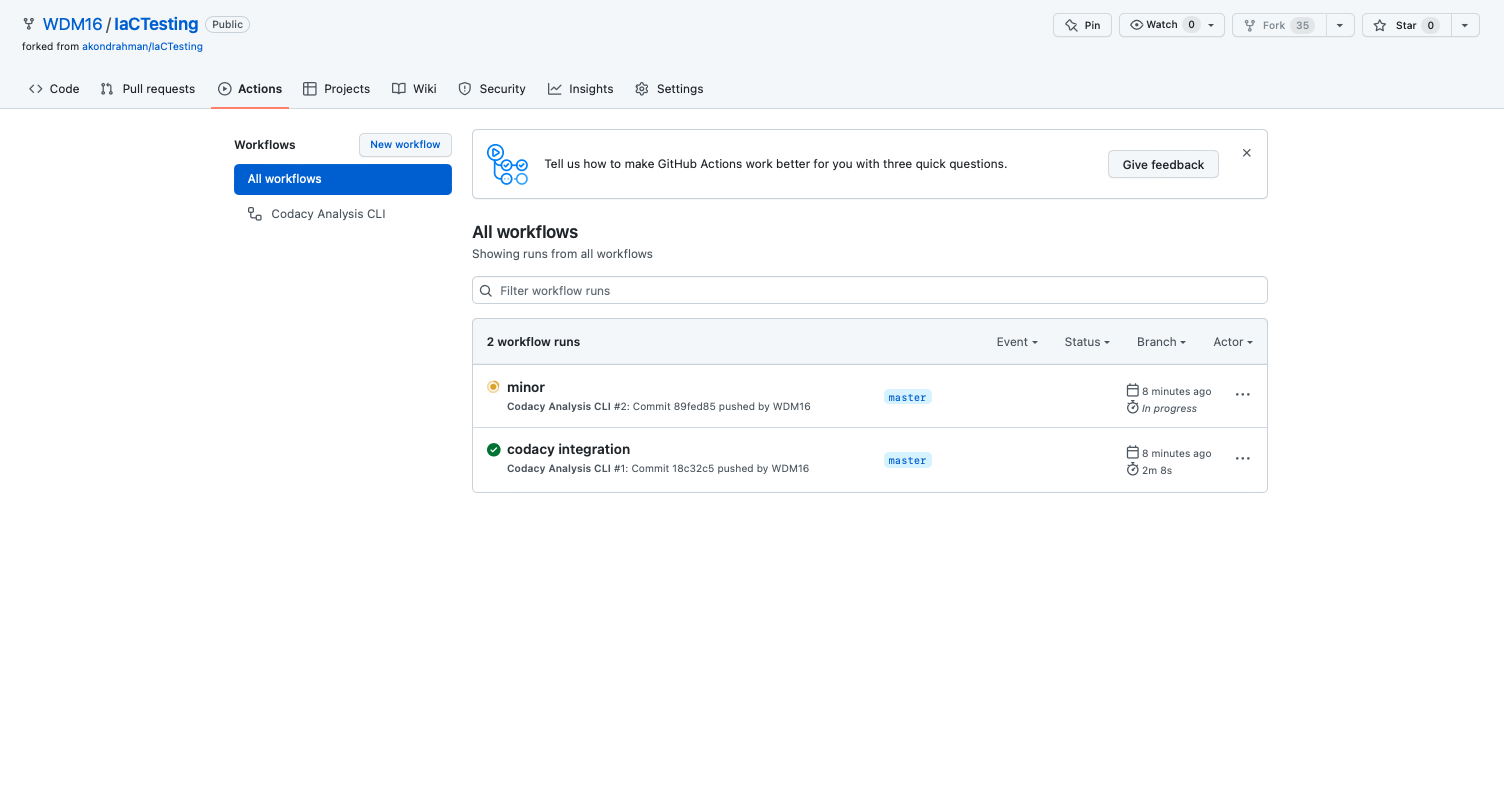 WDM16 / IaCTesting Public
forked from akondrahman/IaCTesting
Pin
Watch 0
Fork 35
Star 0
Code
Pull requests
Actions
Projects
Wiki
Security
Insights
Settings
Workflows
New workflow
All workflows
Codacy Analysis CLI
Tell us how to make GitHub Actions work better for you with three quick questions.
Give feedback
All workflows
Showing runs from all workflows
Filter workflow runs
2 workflow runs
Event
Status
Branch
Actor
minor
Codacy Analysis CLI #2: Commit 89fed85 pushed by WDM16
master
8 minutes ago
In progress
codacy integration
Codacy Analysis CLI #1: Commit 18c32c5 pushed by WDM16
master
8 minutes ago
2m 8s